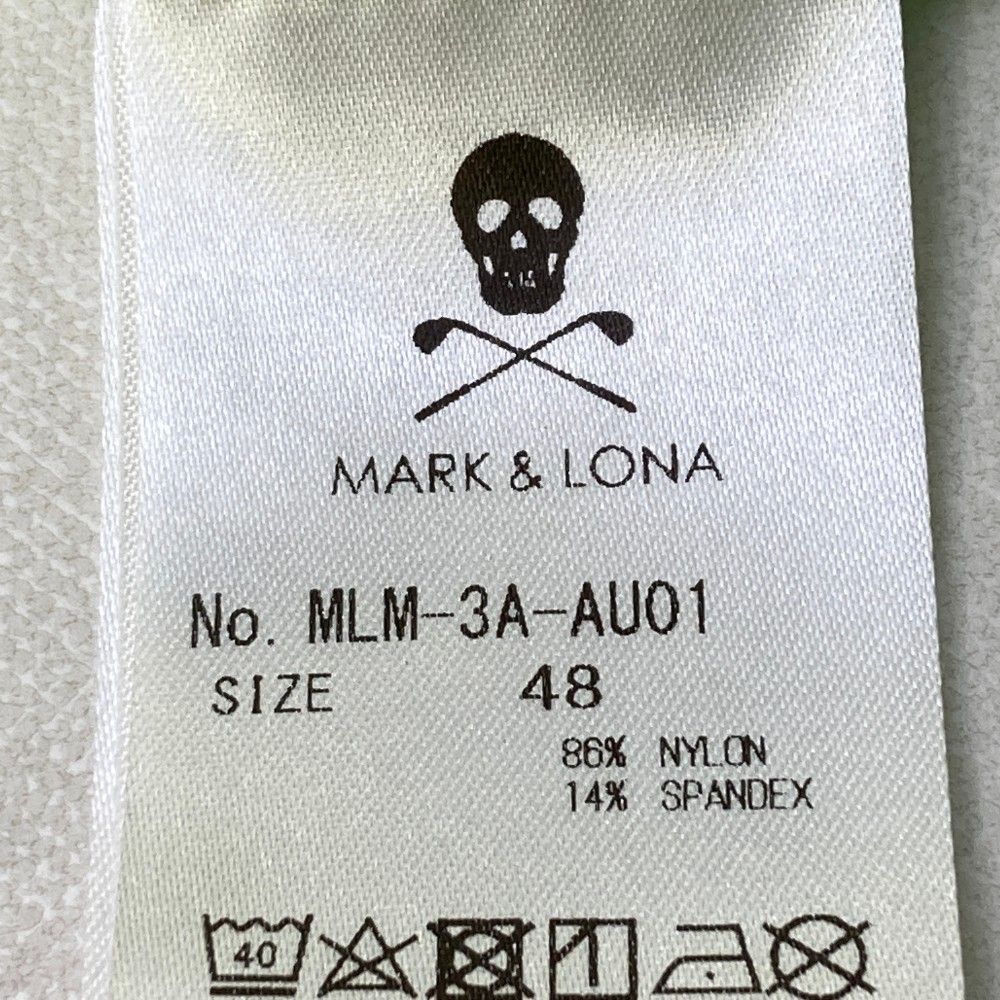 MARK & LONA
No. MLM-3A-AU01
SIZE 48
86% NYLON
14% SPANDEX
40